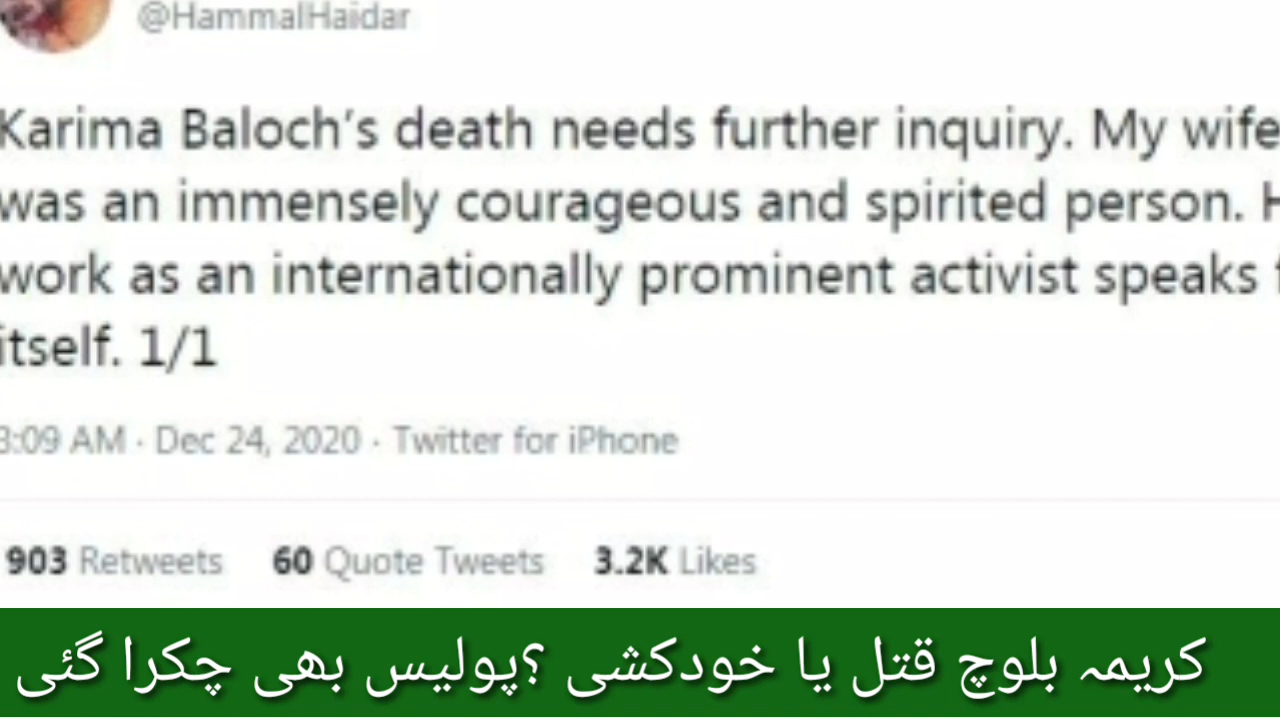 @HammalHaidar
Karima Baloch's death needs further inquiry. My wife
was an immensely courageous and spirited person.
work as an internationally prominent activist speaks
itself. 1/1
3:09 AM · Dec 24, 2020 · Twitter for iPhone
903 Retweets 60 Quote Tweets 3.2K Likes
کریمہ بلوچ قتل یا خودکشی ؟پولیس بھی چکرا گئی